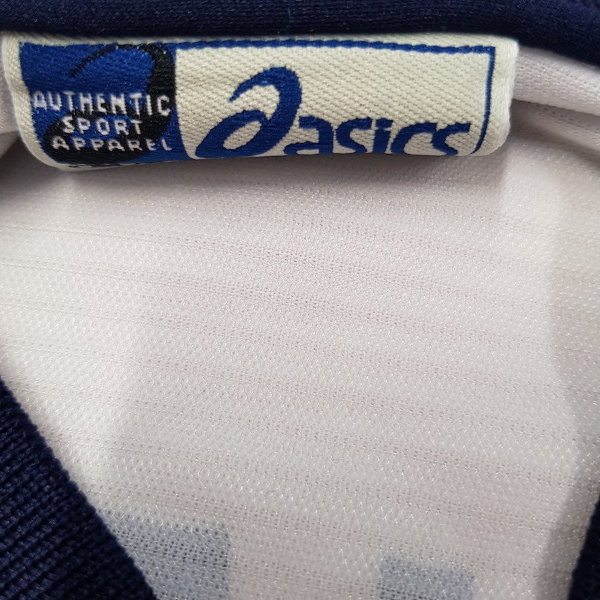 AUTHENTIC
SPORT
APPAREL
asics